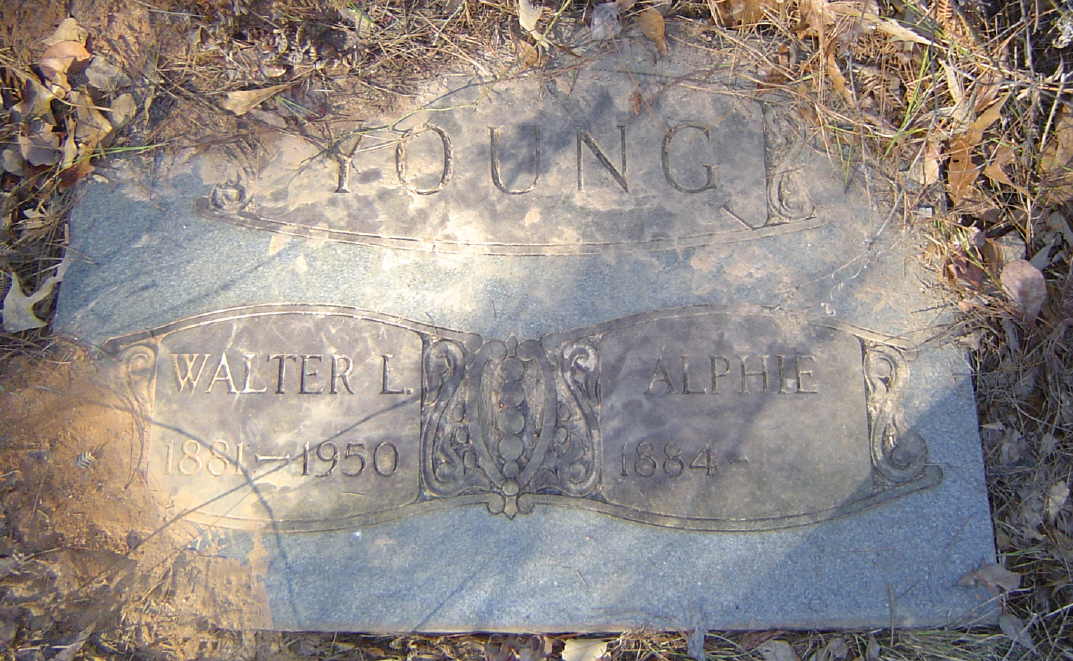 YOUNG
WALTER L. ALPHIE
1881 – 1950 1884 –